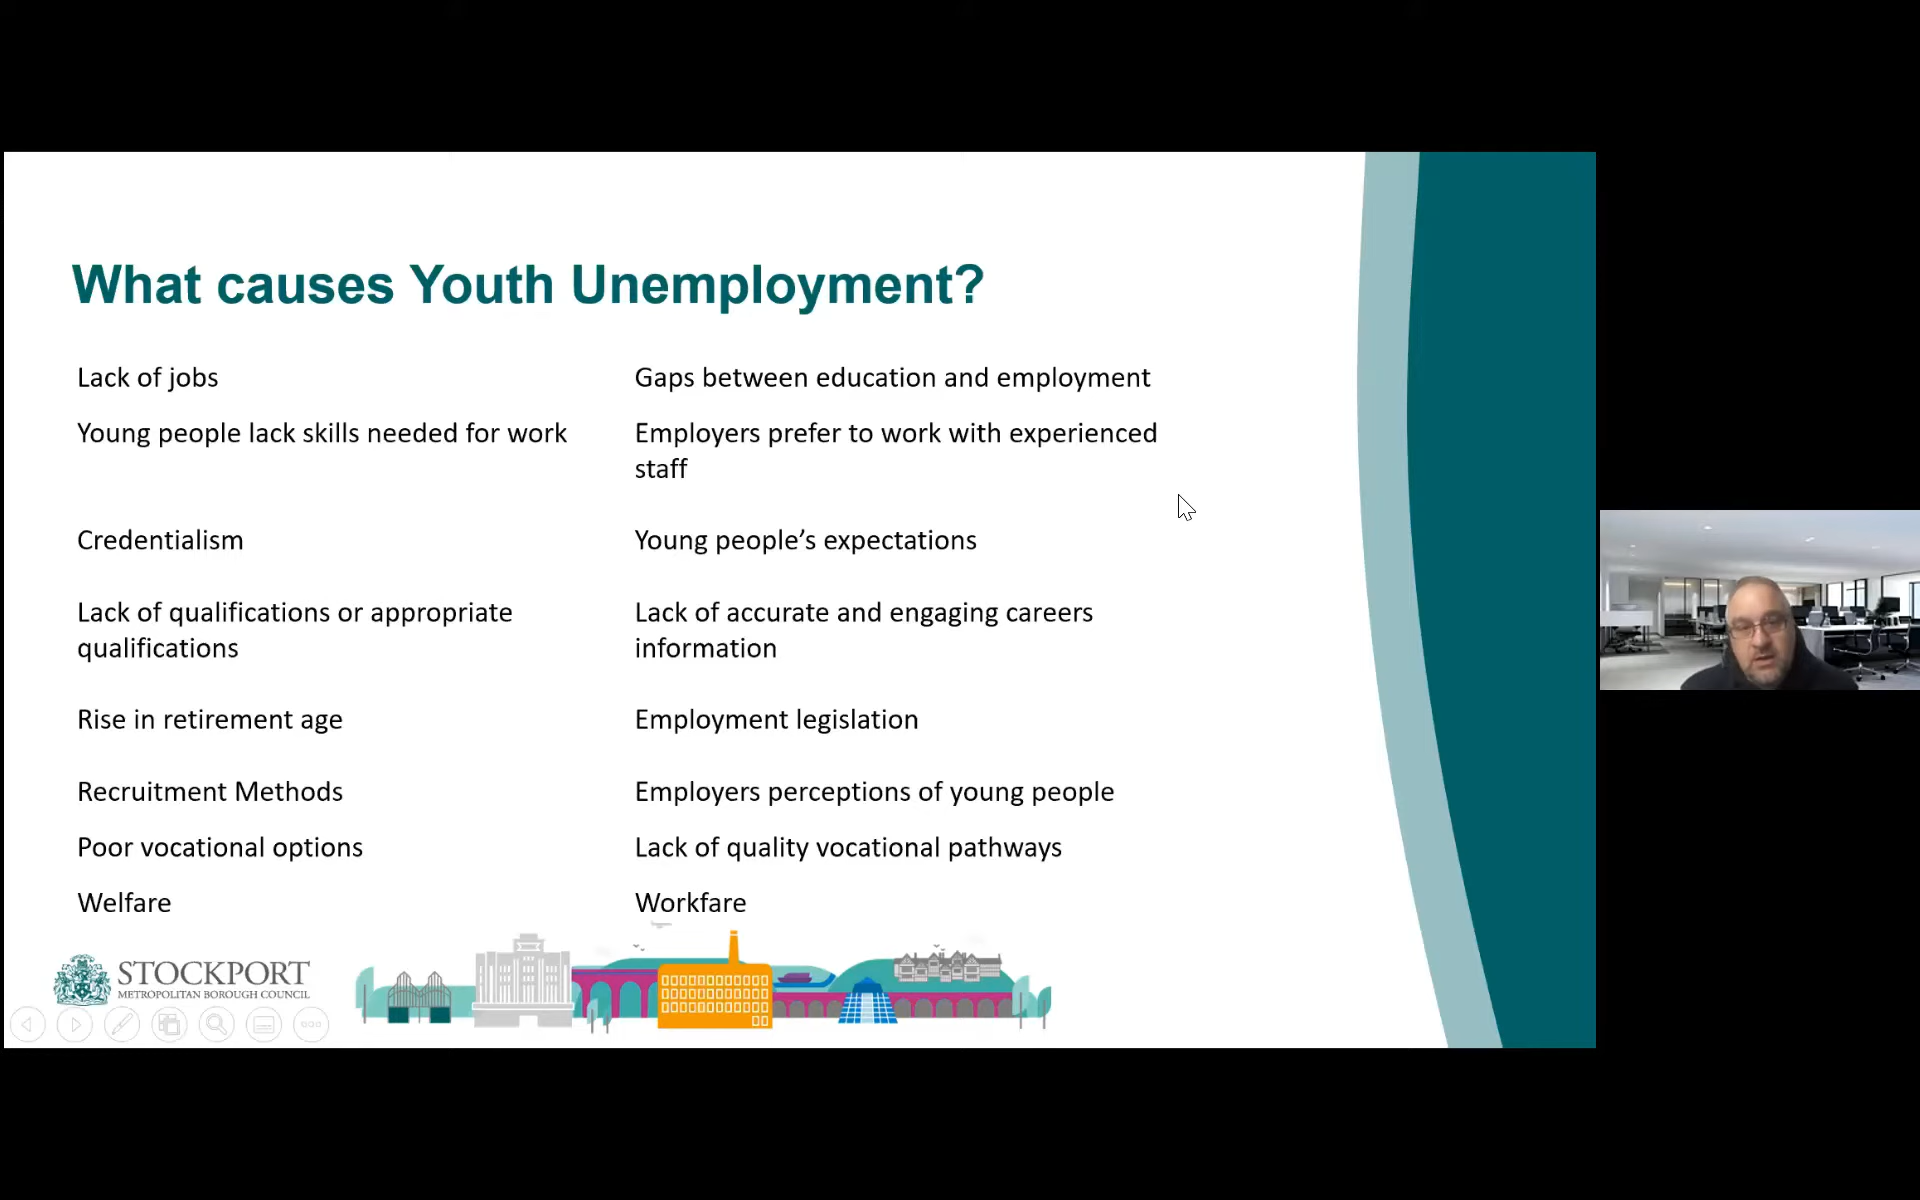 What causes Youth Unemployment?
Lack of jobs
Gaps between education and employment
Young people lack skills needed for work
Employers prefer to work with experienced
staff
Credentialism
Young people’s expectations
Lack of qualifications or appropriate
qualifications
Lack of accurate and engaging careers
information
Rise in retirement age
Employment legislation
Recruitment Methods
Employers perceptions of young people
Poor vocational options
Lack of quality vocational pathways
Welfare
Workfare
STOCKPORT
METROPOLITAN BOROUGH COUNCIL